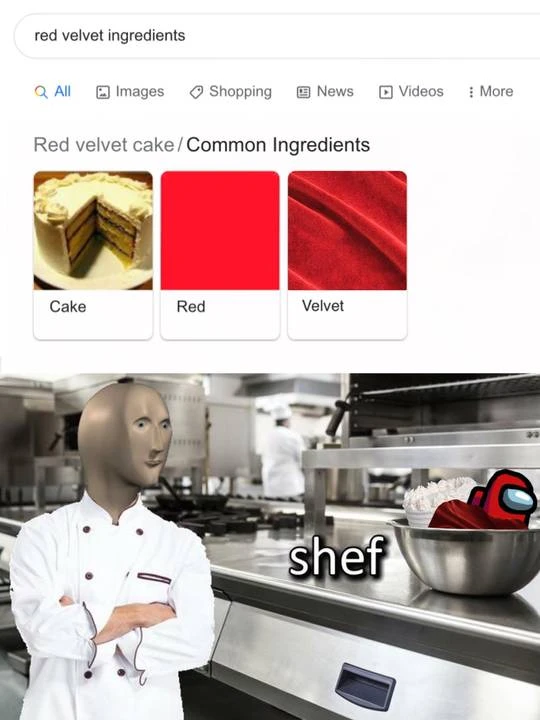 red velvet ingredients
All Images Shopping News Videos More
Red velvet cake/Common Ingredients
Cake Red Velvet
shef